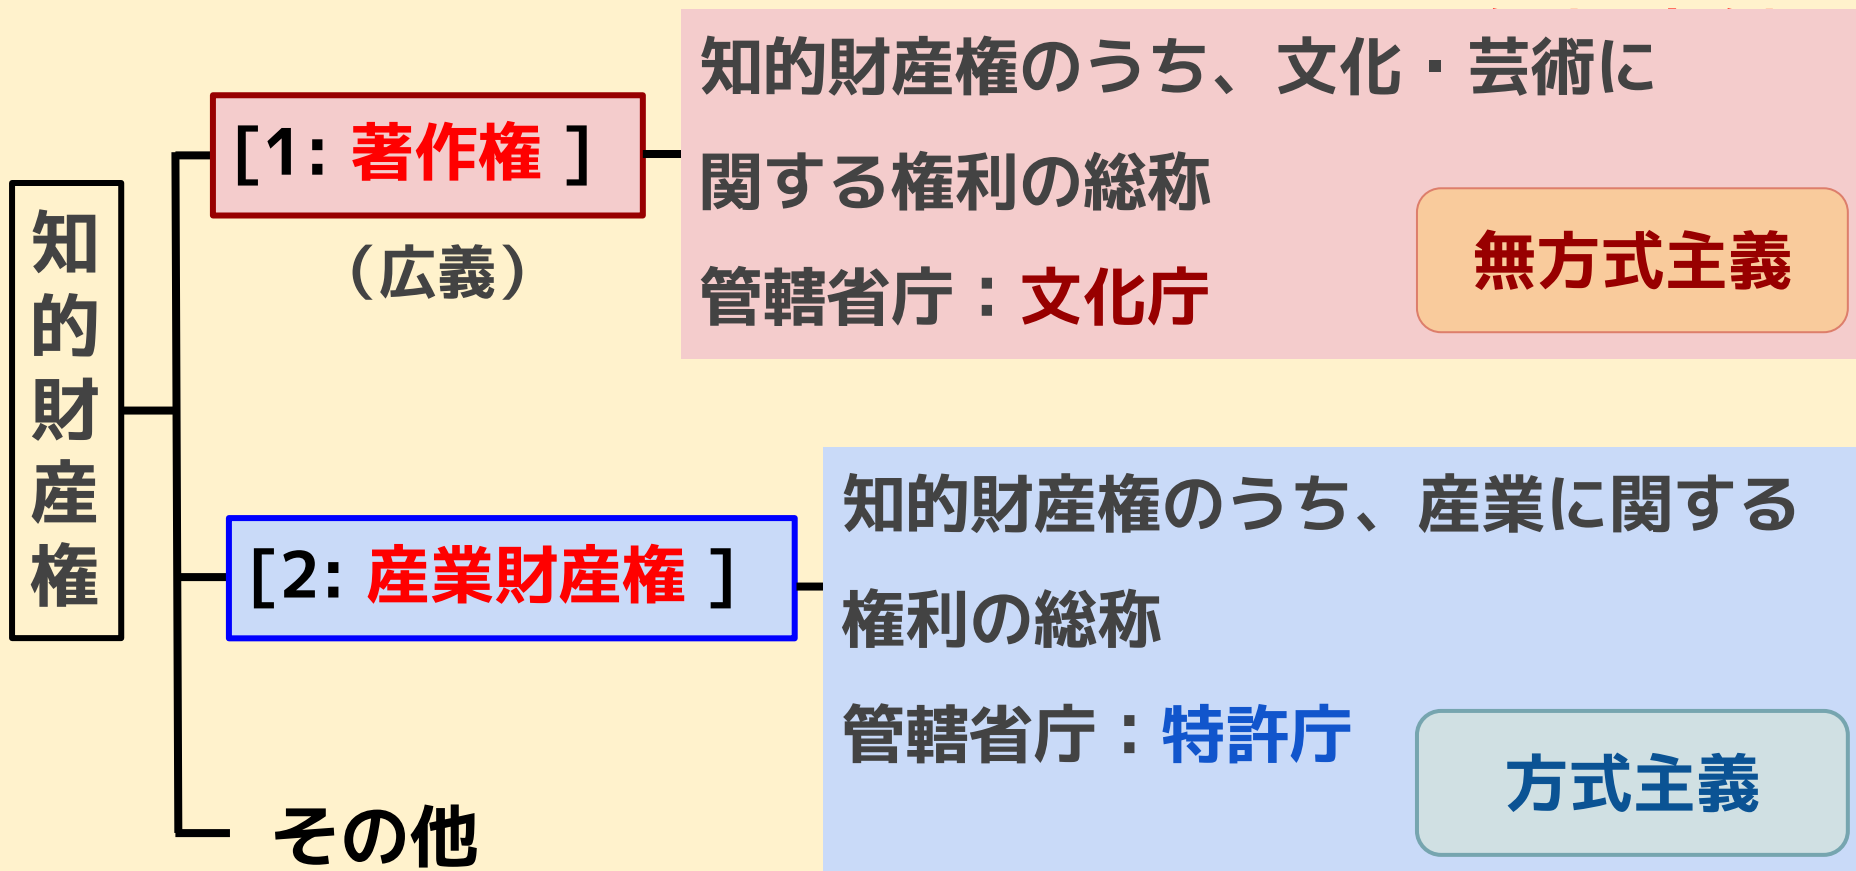 知的財産権
[1: 著作権 ]
(広義)
知的財産権のうち、文化・芸術に
関する権利の総称
管轄省庁：文化庁
無方式主義
[2: 産業財産権 ]
知的財産権のうち、産業に関する
権利の総称
管轄省庁：特許庁
方式主義
その他